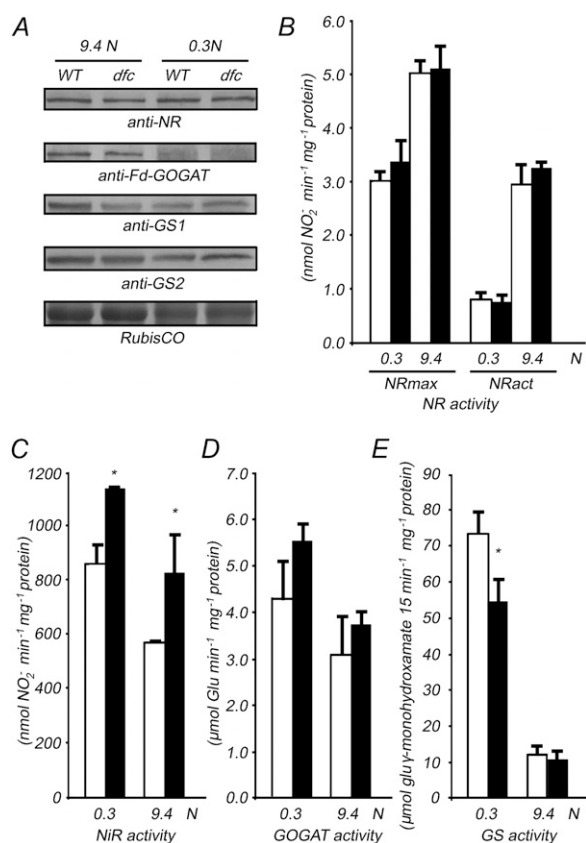 A
9.4 N 0.3N
WT dfc WT dfc
anti-NR
anti-Fd-GOGAT
anti-GS1
anti-GS2
RubisCO
B
(nmol NO₂⁻ min⁻¹ mg⁻¹ protein)
6.0
5.0
4.0
3.0
2.0
1.0
0.0
0.3 9.4 0.3 9.4 N
NRmax NRact
NR activity
C
(nmol NO₂⁻ min⁻¹ mg⁻¹ protein)
1200
1000
800
600
400
200
0
* *
0.3 9.4 N
NiR activity
D
(µmol Glu min⁻¹ mg⁻¹ protein)
7.0
6.0
5.0
4.0
3.0
2.0
1.0
0.0
0.3 9.4 N
GOGAT activity
E
(µmol glu γ-monohydroxamate 15 min⁻¹ mg⁻¹ protein)
90
80
70
60
50
40
30
20
10
0
*
0.3 9.4 N
GS activity